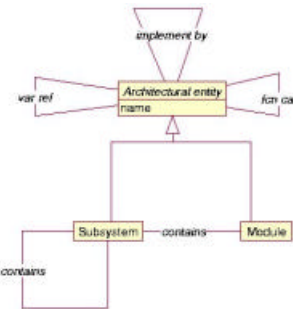 implement by
Architectural entity
var ref
name
fcn ca
Subsystem
contains
Module
contains